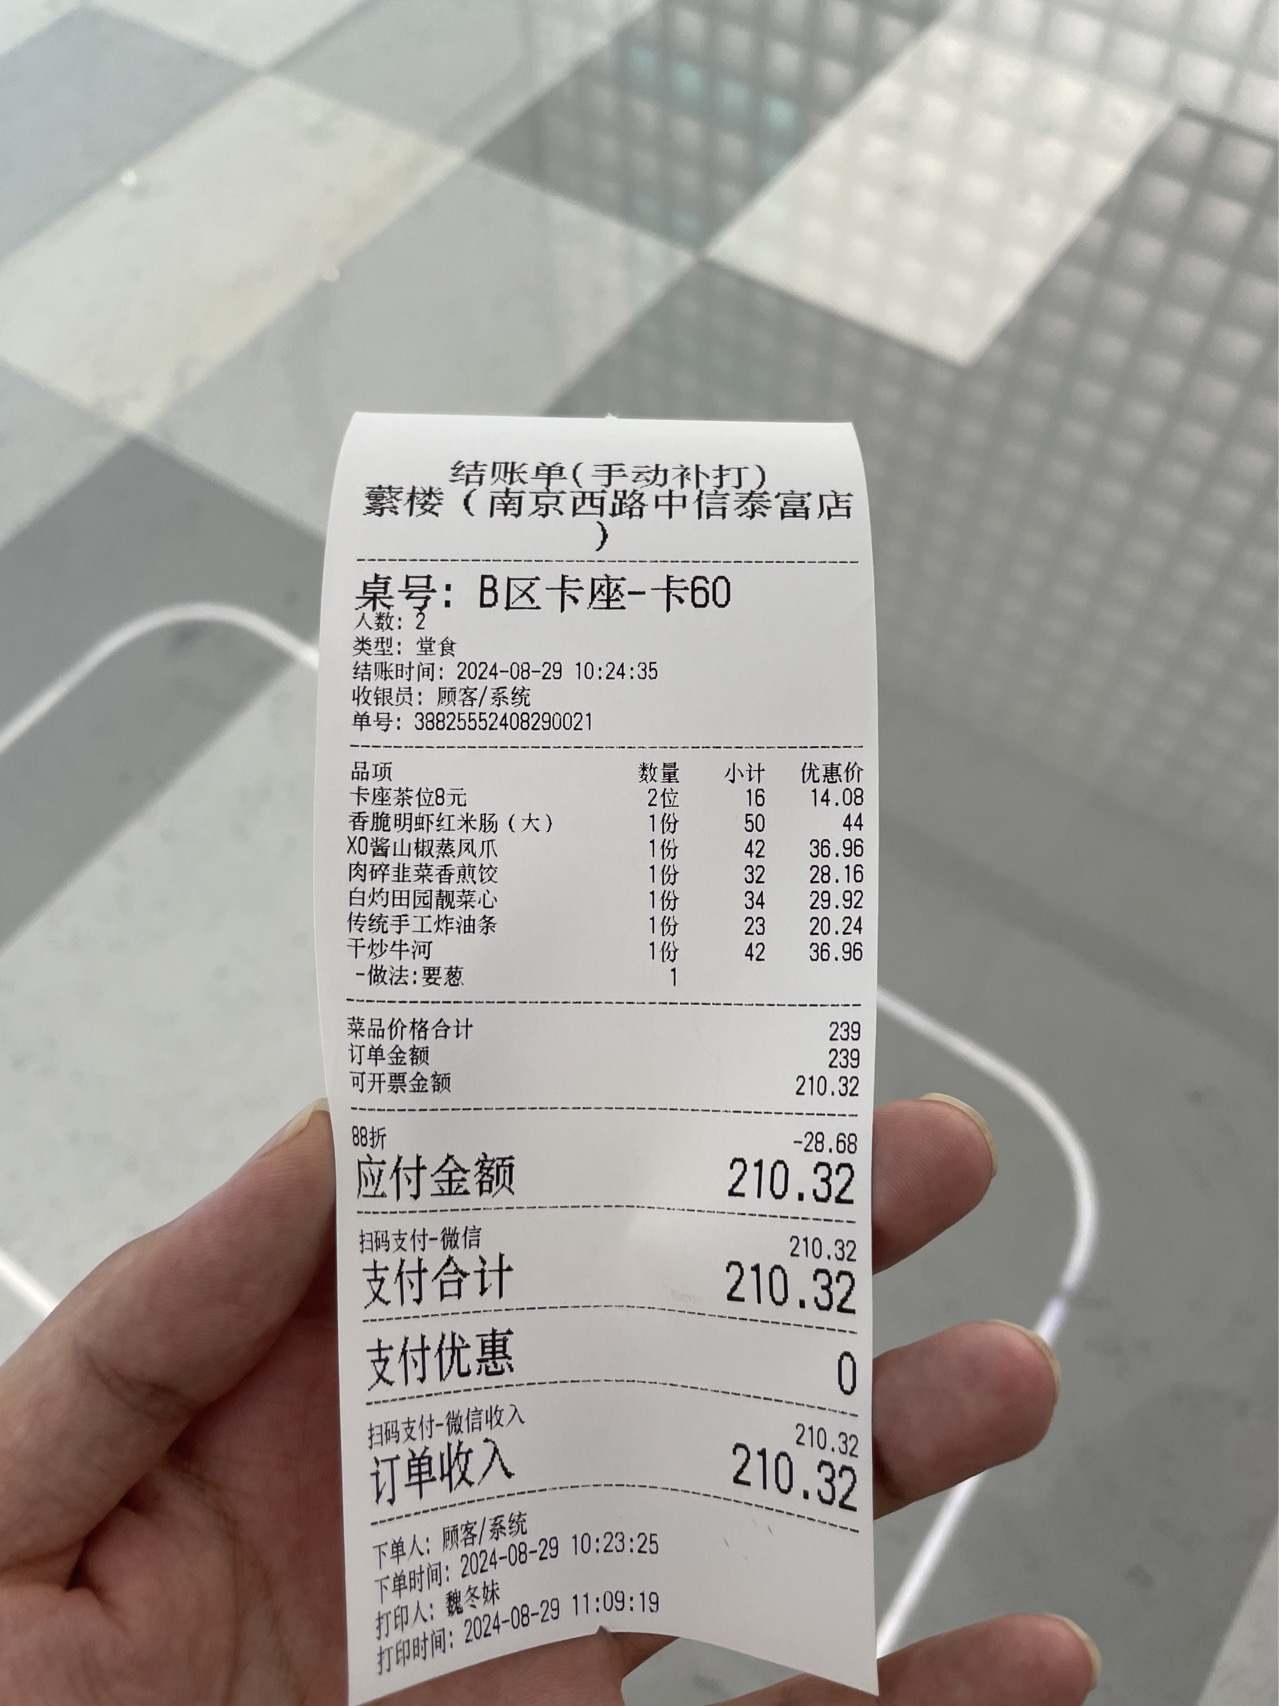 结账单(手动补打)
蘩楼（南京西路中信泰富店
）
桌号: B区卡座-卡60
人数: 2
类型: 堂食
结账时间: 2024-08-29 10:24:35
收银员: 顾客/系统
单号: 38825552408290021
品项 数量 小计 优惠价
卡座茶位8元 2位 16 14.08
香脆明虾红米肠（大） 1份 50 44
XO酱山椒蒸凤爪 1份 42 36.96
肉碎韭菜香煎饺 1份 32 28.16
白灼田园靓菜心 1份 34 29.92
传统手工炸油条 1份 23 20.24
干炒牛河 1份 42 36.96
-做法:要葱 1
菜品价格合计 239
订单金额 239
可开票金额 210.32
88折 -28.68
应付金额 210.32
扫码支付-微信 210.32
支付合计 210.32
支付优惠 0
扫码支付-微信收入 210.32
订单收入 210.32
下单人: 顾客/系统
下单时间: 2024-08-29 10:23:25
打印人: 魏冬妹
打印时间: 2024-08-29 11:09:19